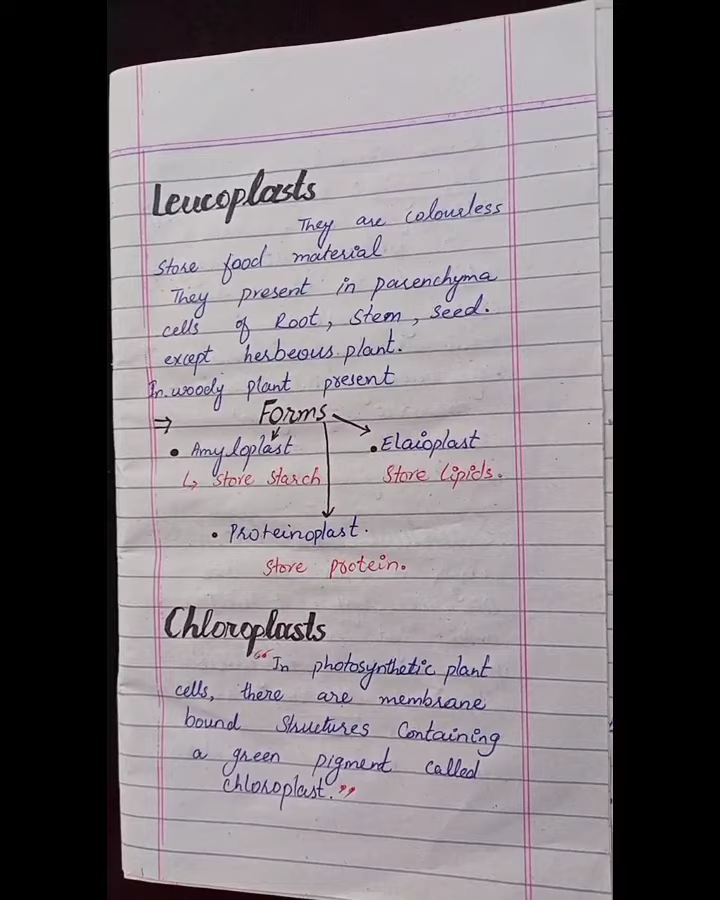 Leucoplasts
They are colourless
store food material
They present in parenchyma
cells of Root, Stem, seed.
except herbeous plant.
In woody plant present
⇒ Forms
• Amyloplast
↳ store starch
• Elaioplast
Store Lipids.
• Proteinoplast.
Store protein.
Chloroplasts
“In photosynthetic plant
cells, there are membrane
bound Structures Containing
a green pigment called
chloroplast.”